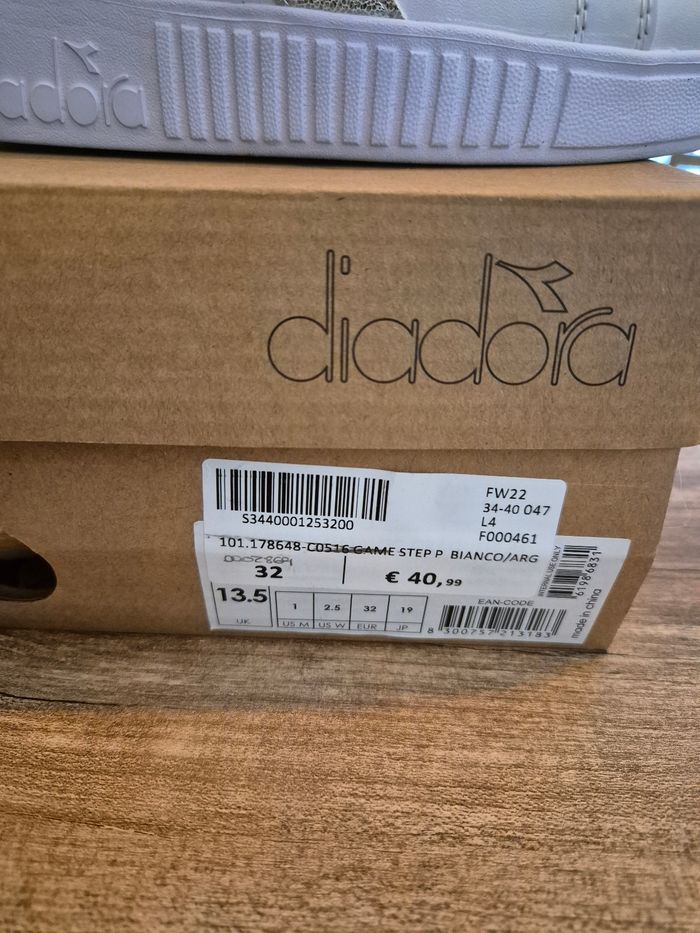 adora
diadora
S3440001253200
FW22
34-40 047
L4
F000461
101.178648-C0516 GAME STEP P BIANCO/ARG
32
€ 40,99
13.5
UK
1
US M
2.5
US W
32
EUR
19
JP
EAN-CODE
8 300757 213183
INTERNAL USE ONLY
61986831
made in china